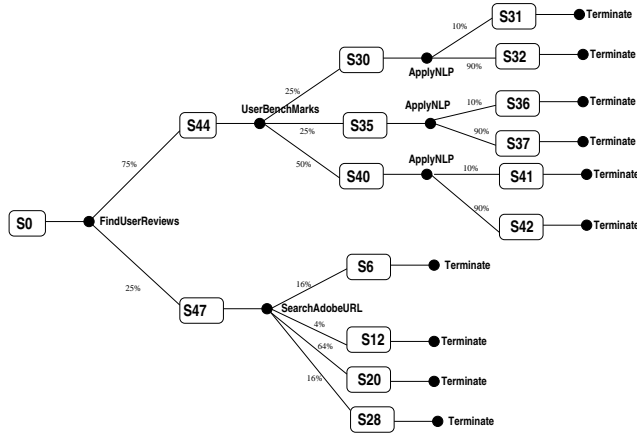 S31
Terminate
10%
S30
S32
Terminate
ApplyNLP
90%
25%
S36
Terminate
UserBenchMarks
ApplyNLP
10%
S44
25%
S35
90%
S37
Terminate
75%
50%
ApplyNLP
S40
10%
S41
Terminate
90%
S0
FindUserReviews
S42
Terminate
S6
Terminate
16%
25%
S47
SearchAdobeURL
4%
S12
Terminate
64%
S20
Terminate
16%
S28
Terminate